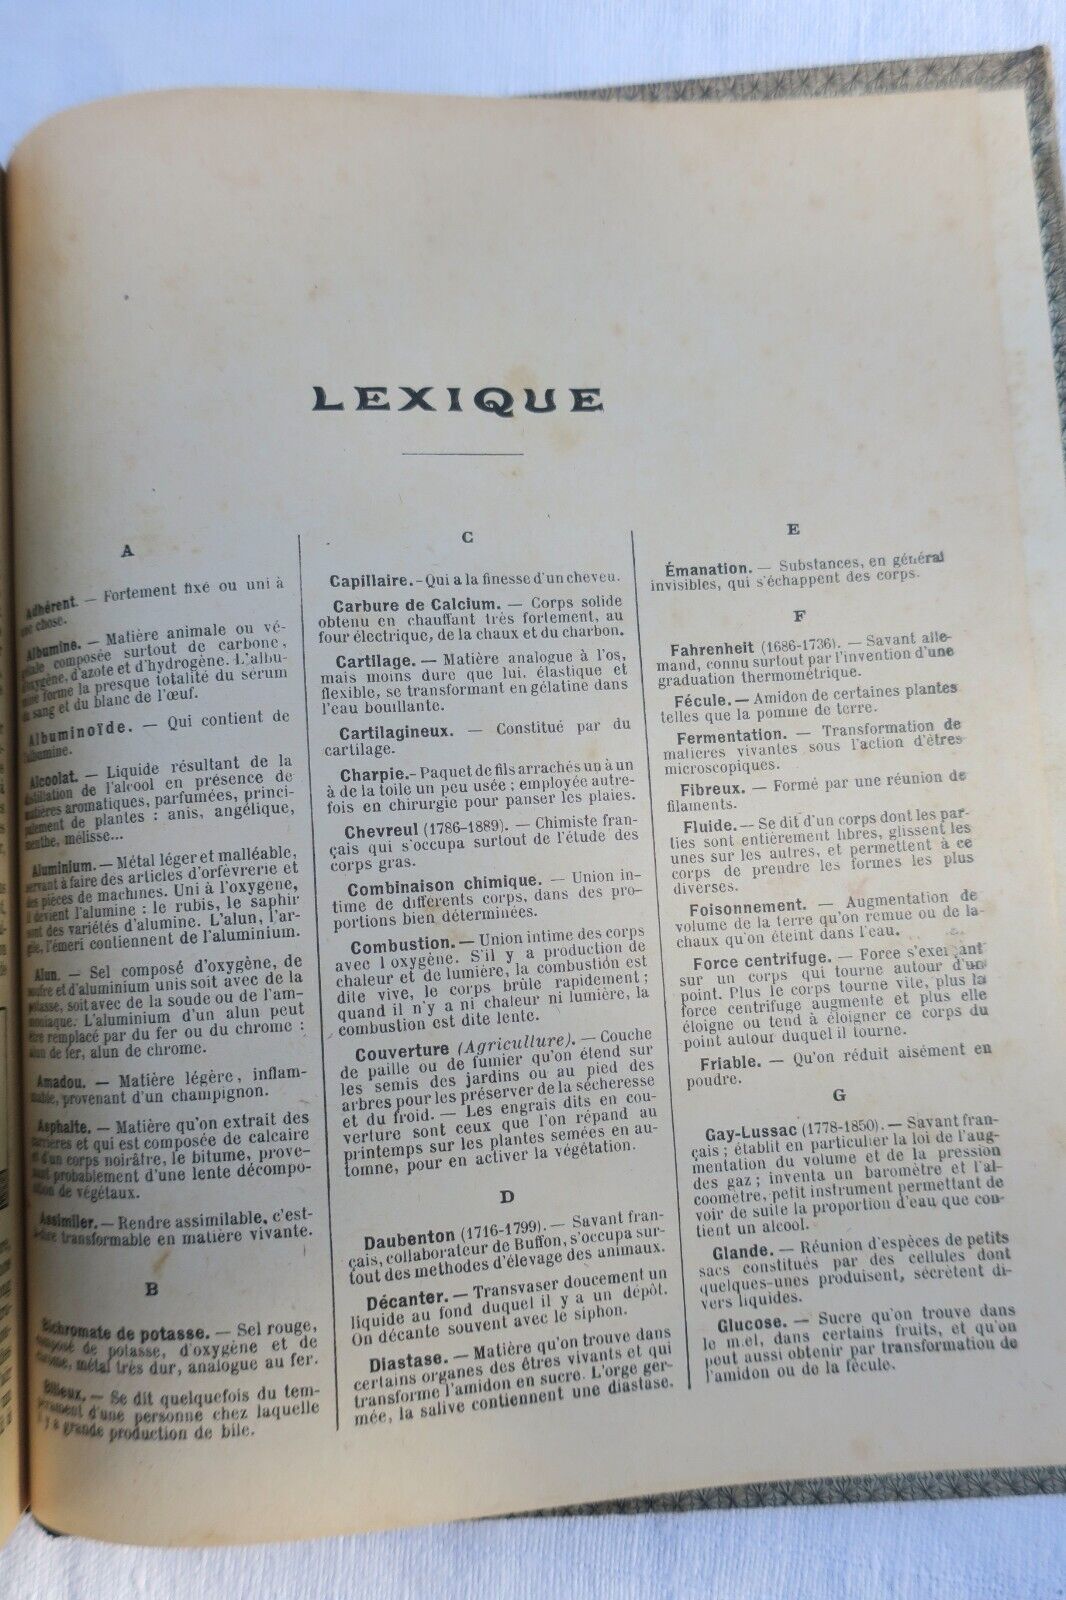 LEXIQUE
A
Adhérent. — Fortement fixé ou uni à
une chose.
Albumine. — Matière animale ou vé-
gétale composée surtout de carbone,
d'oxygène, d'azote et d'hydrogène. L'albu-
mine forme la presque totalité du sérum
du sang et du blanc de l'œuf.
Albuminoïde. — Qui contient de
l'albumine.
Alcoolat. — Liquide résultant de la
distillation de l'alcool en présence de
matières aromatiques, parfumées, princi-
palement de plantes : anis, angélique,
menthe, mélisse...
Aluminium. — Métal léger et malléable,
servant à faire des articles d'orfèvrerie et
des pièces de machines. Uni à l'oxygène,
il devient l'alumine : le rubis, le saphir
sont des variétés d'alumine. L'alun, l'ar-
gile, l'émeri contiennent de l'aluminium.
Alun. — Sel composé d'oxygène, de
soufre et d'aluminium unis soit avec de la
potasse, soit avec de la soude ou de l'am-
moniaque. L'aluminium d'un alun peut
être remplacé par du fer ou du chrome :
alun de fer, alun de chrome.
Amadou. — Matière légère, inflam-
mable, provenant d'un champignon.
Asphalte. — Matière qu'on extrait des
carrières et qui est composée de calcaire
et d'un corps noirâtre, le bitume, prove-
nant probablement d'une lente décompo-
sition de végétaux.
Assimiler. — Rendre assimilable, c'est-
à-dire transformable en matière vivante.
B
Bichromate de potasse. — Sel rouge,
composé de potasse, d'oxygène et de
chrome, métal très dur, analogue au fer.
Bilieux. — Se dit quelquefois du tem-
pérament d'une personne chez laquelle
il y a grande production de bile.
C
Capillaire. - Qui a la finesse d'un cheveu.
Carbure de Calcium. — Corps solide
obtenu en chauffant très fortement, au
four électrique, de la chaux et du charbon.
Cartilage. — Matière analogue à l'os,
mais moins dure que lui. élastique et
flexible, se transformant en gélatine dans
l'eau bouillante.
Cartilagineux. — Constitué par du
cartilage.
Charpie. - Paquet de fils arrachés un à un
à de la toile un peu usée ; employée autre-
fois en chirurgie pour panser les plaies.
Chevreul (1786-1889). — Chimiste fran-
çais qui s'occupa surtout de l'étude des
corps gras.
Combinaison chimique. — Union in-
time de différents corps, dans des pro-
portions bien déterminées.
Combustion. — Union intime des corps
avec l oxygène. S'il y a production de
chaleur et de lumière, la combustion est
dite vive, le corps brûle rapidement ;
quand il n'y a ni chaleur ni lumière, la
combustion est dite lente.
Couverture (Agriculture). — Couche
de paille ou de fumier qu'on étend sur
les semis des jardins ou au pied des
arbres pour les préserver de la sécheresse
et du froid. — Les engrais dits en cou-
verture sont ceux que l'on répand au
printemps sur les plantes semées en au-
tomne, pour en activer la végétation.
D
Daubenton (1716-1799). — Savant fran-
çais, collaborateur de Buffon, s'occupa sur-
tout des méthodes d'élevage des animaux.
Décanter. — Transvaser doucement un
liquide au fond duquel il y a un dépôt.
On décante souvent avec le siphon.
Diastase. — Matière qu'on trouve dans
certains organes des êtres vivants et qui
transforme l'amidon en sucre. L'orge ger-
mée, la salive contiennent une diastase.
E
Émanation. — Substances, en général
invisibles, qui s'échappent des corps.
F
Fahrenheit (1686-1736). — Savant alle-
mand, connu surtout par l'invention d'une
graduation thermométrique.
Fécule. — Amidon de certaines plantes
telles que la pomme de terre.
Fermentation. — Transformation de
matières vivantes sous l'action d'êtres
microscopiques.
Fibreux. — Formé par une réunion de
filaments.
Fluide. — Se dit d'un corps dont les par-
ties sont entièrement libres, glissent les
unes sur les autres, et permettent à ce
corps de prendre les formes les plus
diverses.
Foisonnement. — Augmentation de
volume de la terre qu'on remue ou de la
chaux qu'on éteint dans l'eau.
Force centrifuge. — Force s'exerçant
sur un corps qui tourne autour d'un
point. Plus le corps tourne vite, plus la
force centrifuge augmente et plus elle
éloigne ou tend à éloigner ce corps du
point autour duquel il tourne.
Friable. — Qu'on réduit aisément en
poudre.
G
Gay-Lussac (1778-1850). — Savant fran-
çais ; établit en particulier la loi de l'aug-
mentation du volume et de la pression
des gaz ; inventa un baromètre et l'al-
coomètre, petit instrument permettant de
voir de suite la proportion d'eau que con-
tient un alcool.
Glande. — Réunion d'espèces de petits
sacs constitués par des cellules dont
quelques-unes produisent, sécrètent di-
vers liquides.
Glucose. — Sucre qu'on trouve dans
le miel, dans certains fruits, et qu'on
peut aussi obtenir par transformation de
l'amidon ou de la fécule.